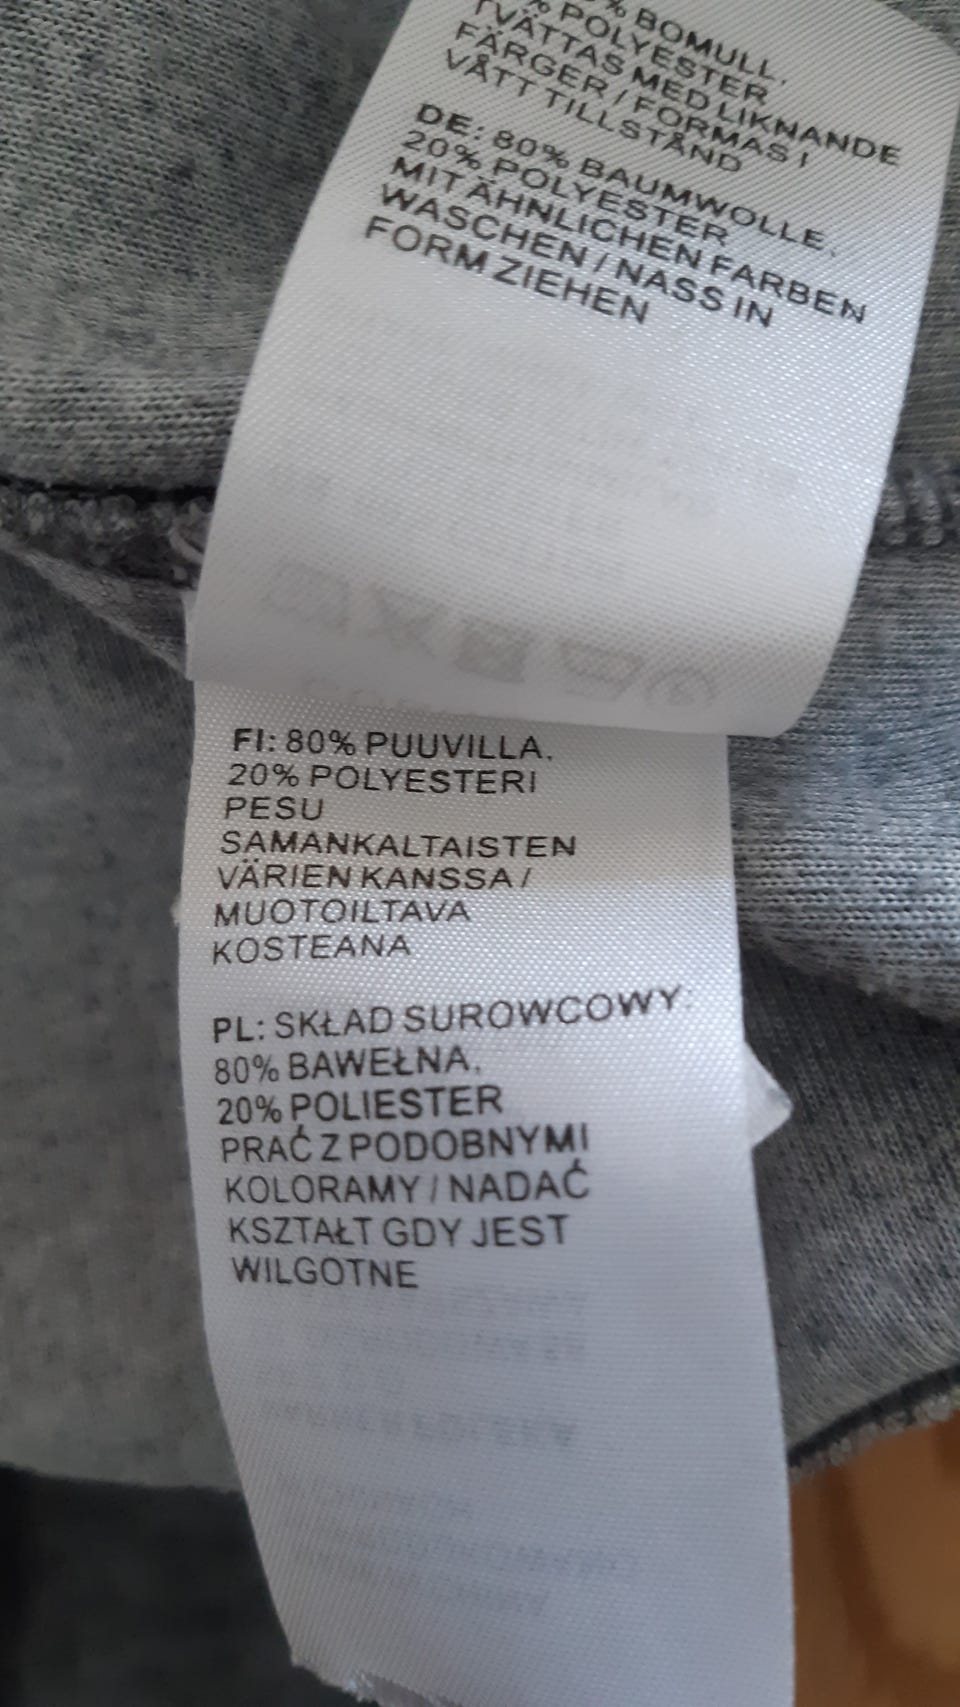 % BOMULL,
% POLYESTER
TVÄTTAS MED LIKNANDE
FÄRGER / FORMAS I
VÅTT TILLSTÅND
DE: 80% BAUMWOLLE,
20% POLYESTER
MIT ÄHNLICHEN FARBEN
WASCHEN / NASS IN
FORM ZIEHEN
FI: 80% PUUVILLA,
20% POLYESTERI
PESU
SAMANKALTAISTEN
VÄRIEN KANSSA /
MUOTOILTAVA
KOSTEANA
PL: SKŁAD SUROWCOWY:
80% BAWEŁNA,
20% POLIESTER
PRAĆ Z PODOBNYMI
KOLORAMY / NADAĆ
KSZTAŁT GDY JEST
WILGOTNE